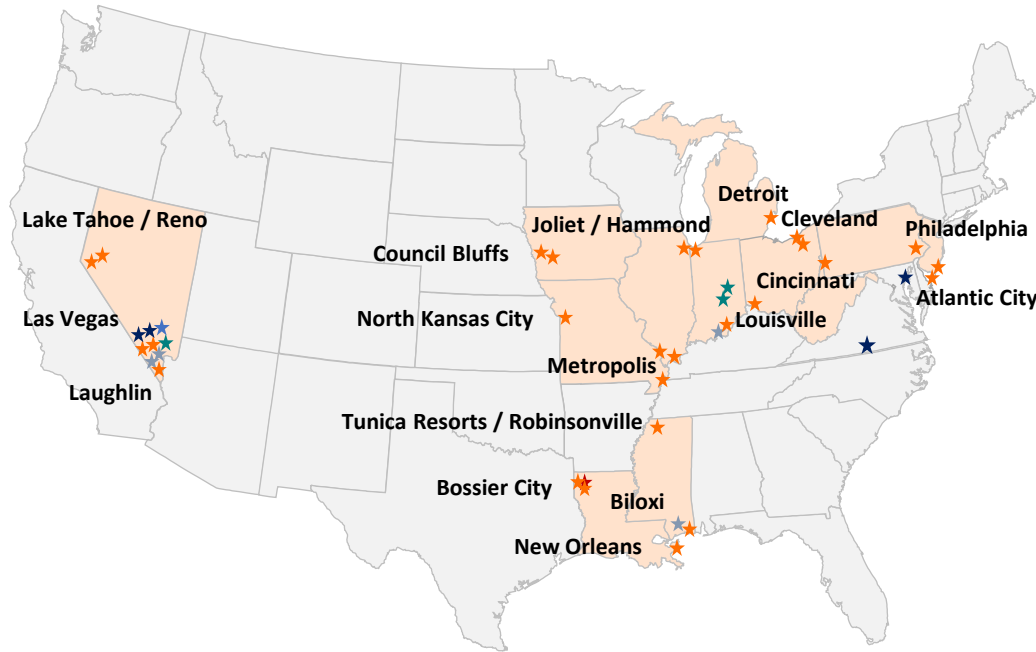 Detroit
Lake Tahoe / Reno
Joliet / Hammond
Cleveland
Philadelphia
Council Bluffs
Cincinnati
Atlantic City
Las Vegas
North Kansas City
Louisville
Metropolis
Laughlin
Tunica Resorts / Robinsonville
Bossier City
Biloxi
New Orleans